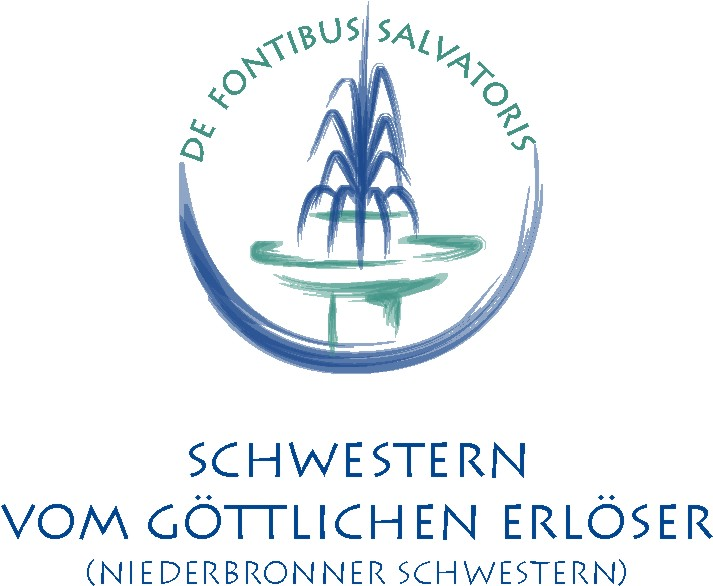 DE FONTIBUS SALVATORIS
SCHWESTERN
VOM GÖTTLICHEN ERLÖSER
(NIEDERBRONNER SCHWESTERN)